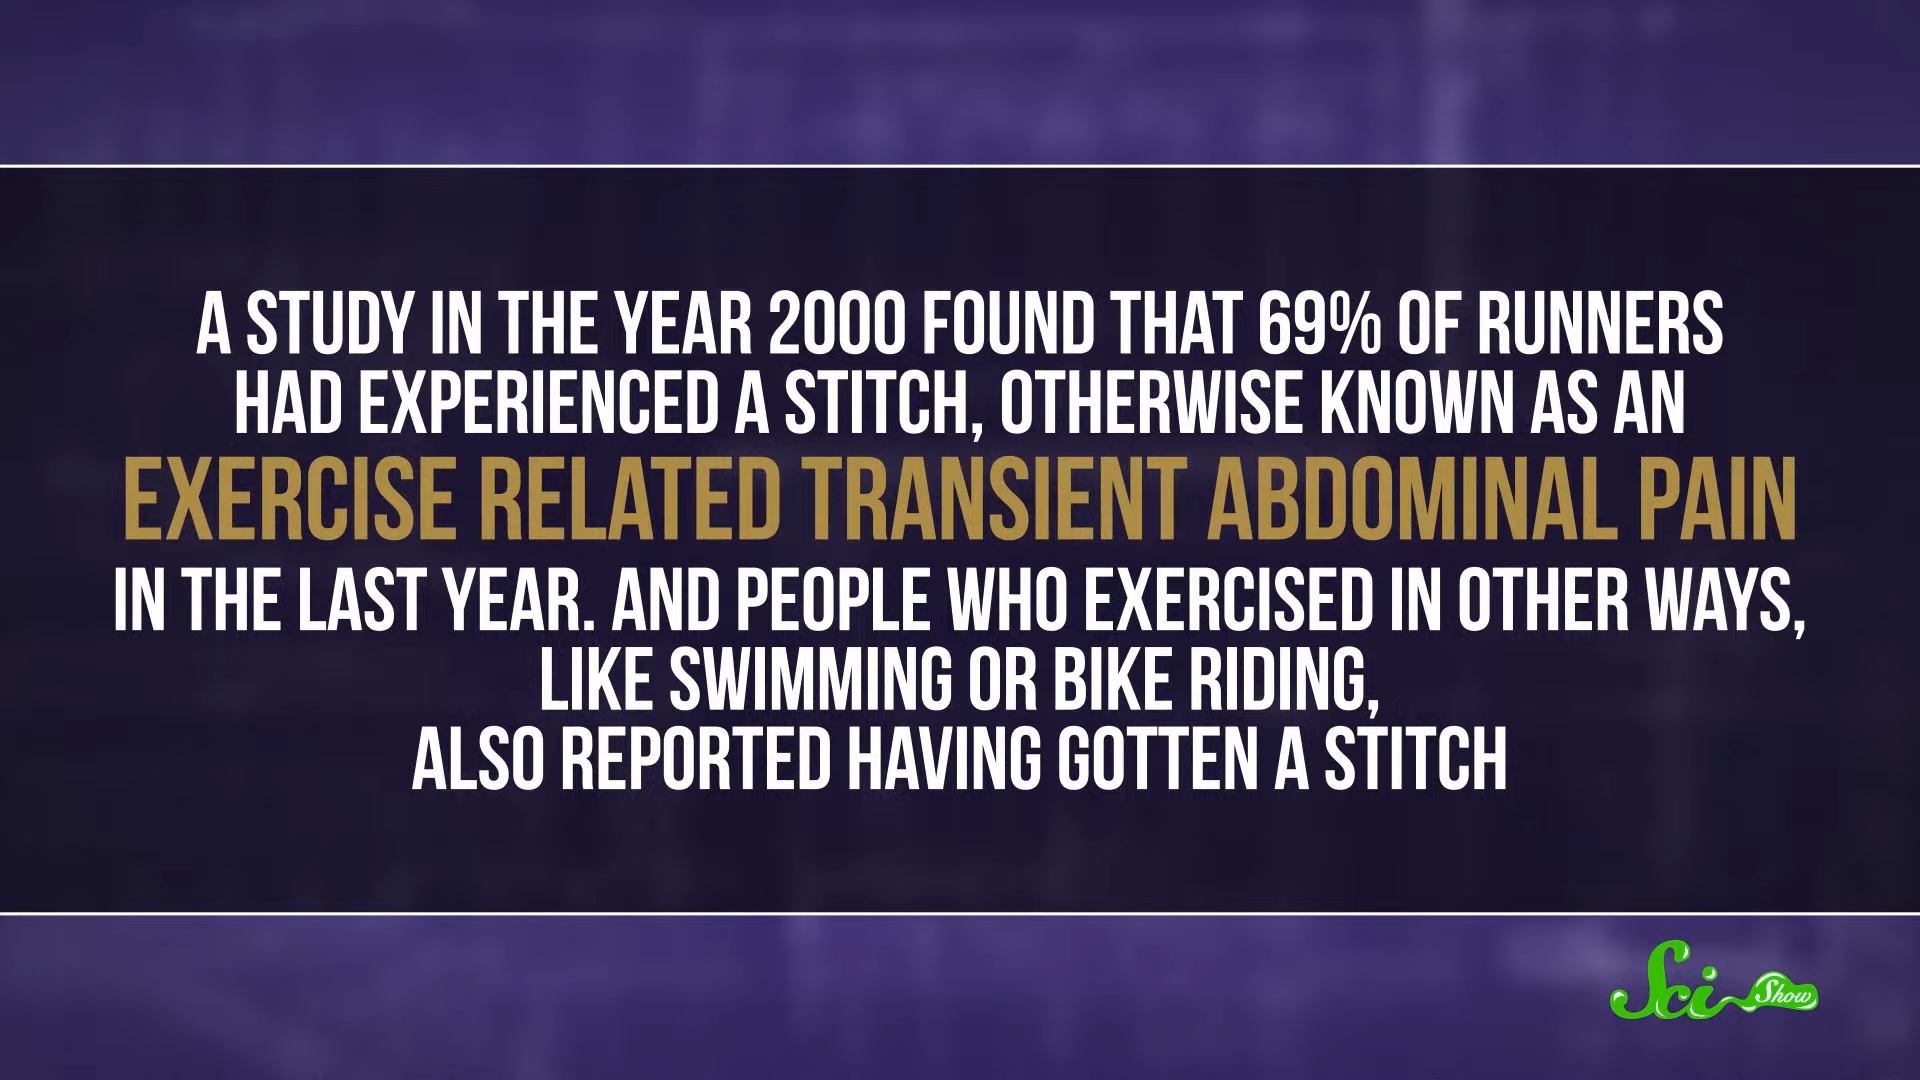 A STUDY IN THE YEAR 2000 FOUND THAT 69% OF RUNNERS
HAD EXPERIENCED A STITCH, OTHERWISE KNOWN AS AN
EXERCISE RELATED TRANSIENT ABDOMINAL PAIN
IN THE LAST YEAR. AND PEOPLE WHO EXERCISED IN OTHER WAYS,
LIKE SWIMMING OR BIKE RIDING,
ALSO REPORTED HAVING GOTTEN A STITCH
Sci Show